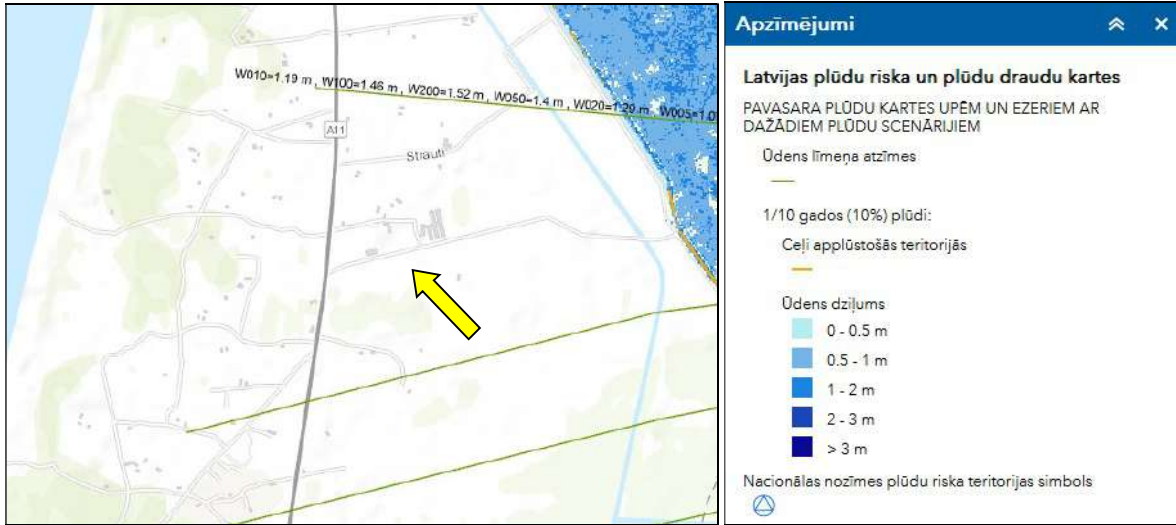 W010=1.19 m , W100=1.46 m , W200=1.52 m , W050=1.4 m , W020=1.29 m , W005=1.0
A11
Strauti
Apzīmējumi
Latvijas plūdu riska un plūdu draudu kartes
PAVASARA PLŪDU KARTES UPĒM UN EZERIEM AR
DAŽĀDIEM PLŪDU SCENĀRIJIEM
Ūdens līmeņa atzīmes
1/10 gados (10%) plūdi:
Ceļi applūstošās teritorijās
Ūdens dziļums
0 - 0.5 m
0.5 - 1 m
1 - 2 m
2 - 3 m
> 3 m
Nacionālas nozīmes plūdu riska teritorijas simbols